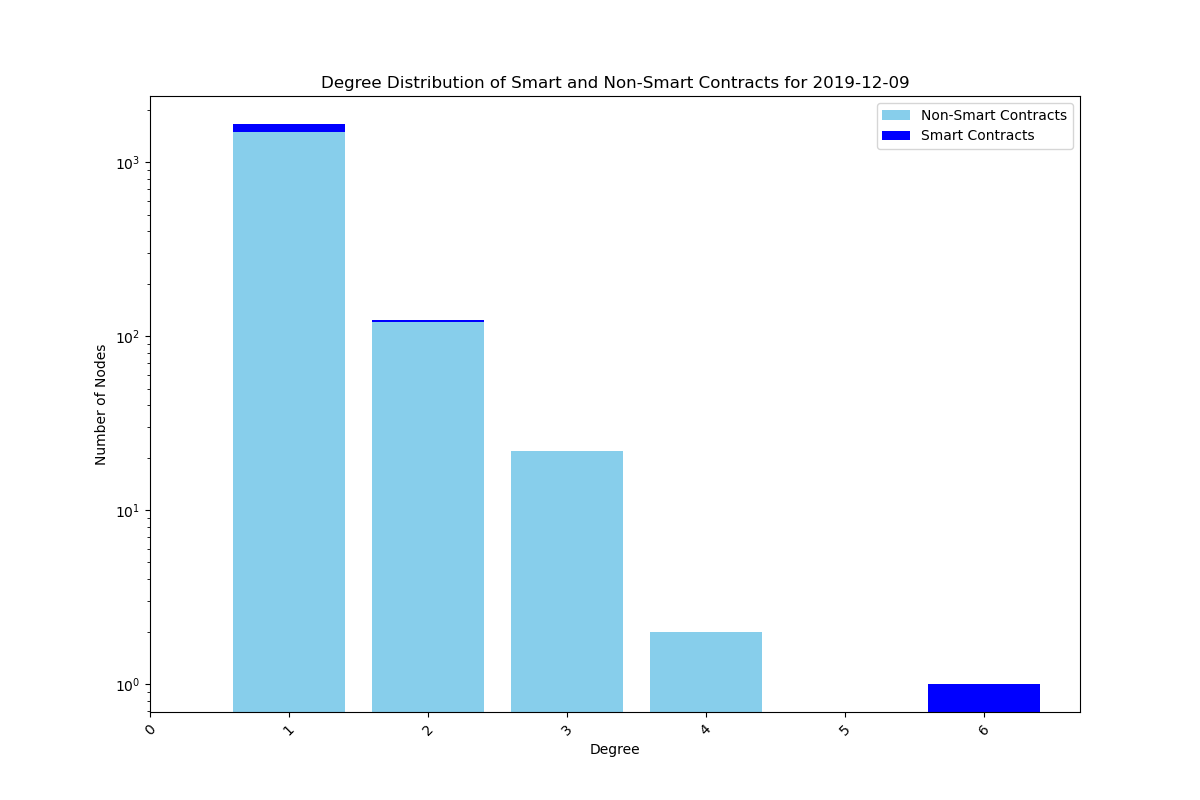 Degree Distribution of Smart and Non-Smart Contracts for 2019-12-09
Non-Smart Contracts
Smart Contracts
Number of Nodes
10³
10²
10¹
10⁰
0 1 2 3 4 5 6
Degree